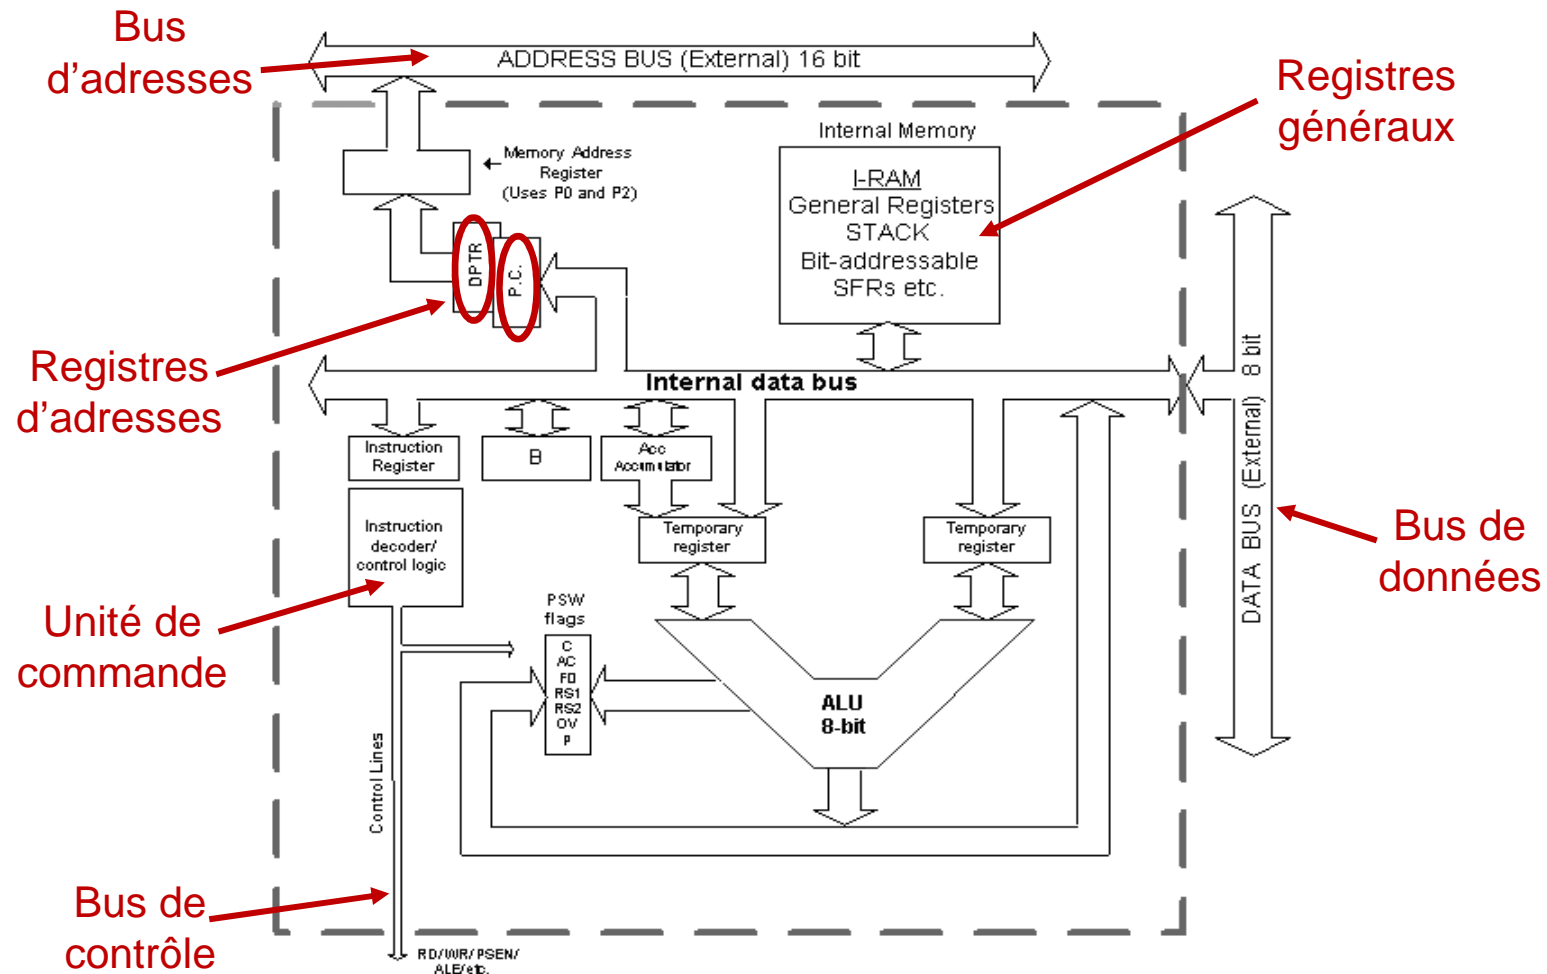 Bus
d'adresses
ADDRESS BUS (External) 16 bit
Registres
généraux
Internal Memory
Memory Address
Register
(Uses P0 and P2)
I-RAM
General Registers
STACK
Bit-addressable
SFRs etc.
DPTR
P.C.
Registres
d'adresses
Internal data bus
DATA BUS (External) 8 bit
Instruction
Register
B
Acc
Accumulator
Instruction
decoder/
control logic
Temporary
register
Temporary
register
Bus de
données
Unité de
commande
PSW
flags
C
AC
F0
RS1
RS2
OV
P
ALU
8-bit
Control Lines
Bus de
contrôle
RD/WR/PSEN/
ALE/etc.